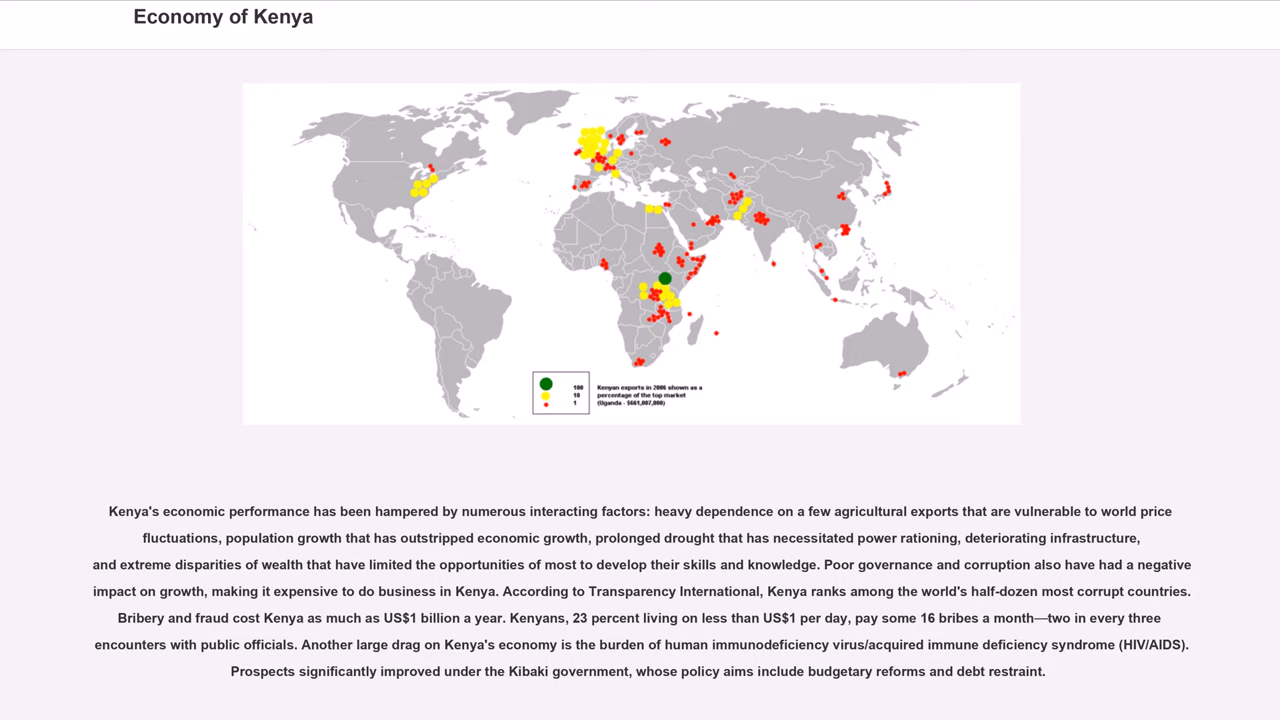 Economy of Kenya
100
10
1
Kenyan exports in 2006 shown as a
percentage of the top market
(Uganda - $661,087,000)
Kenya's economic performance has been hampered by numerous interacting factors: heavy dependence on a few agricultural exports that are vulnerable to world price
fluctuations, population growth that has outstripped economic growth, prolonged drought that has necessitated power rationing, deteriorating infrastructure,
and extreme disparities of wealth that have limited the opportunities of most to develop their skills and knowledge. Poor governance and corruption also have had a negative
impact on growth, making it expensive to do business in Kenya. According to Transparency International, Kenya ranks among the world's half-dozen most corrupt countries.
Bribery and fraud cost Kenya as much as US$1 billion a year. Kenyans, 23 percent living on less than US$1 per day, pay some 16 bribes a month—two in every three
encounters with public officials. Another large drag on Kenya's economy is the burden of human immunodeficiency virus/acquired immune deficiency syndrome (HIV/AIDS).
Prospects significantly improved under the Kibaki government, whose policy aims include budgetary reforms and debt restraint.